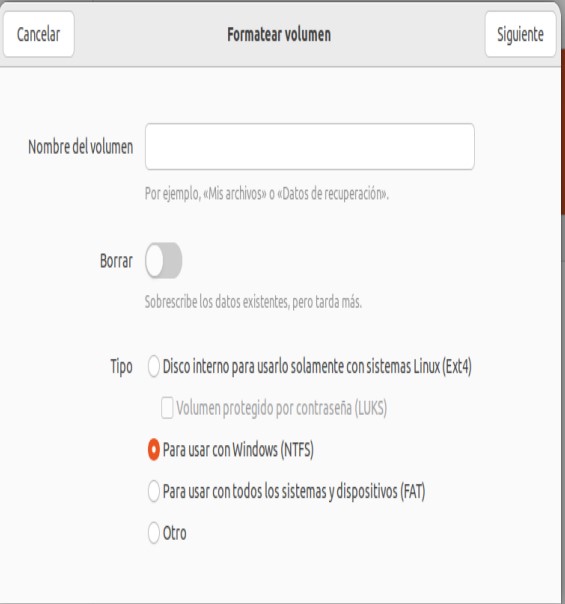 Cancelar
Formatear volumen
Siguiente
Nombre del volumen
Por ejemplo, «Mis archivos» o «Datos de recuperación».
Borrar
Sobrescribe los datos existentes, pero tarda más.
Tipo
Disco interno para usarlo solamente con sistemas Linux (Ext4)
Volumen protegido por contraseña (LUKS)
Para usar con Windows (NTFS)
Para usar con todos los sistemas y dispositivos (FAT)
Otro